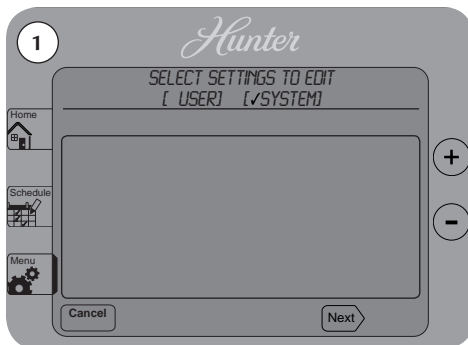 1
Hunter
SELECT SETTINGS TO EDIT
[ USER] [✓SYSTEM]
Home
Schedule
Menu
+
-
Cancel
Next